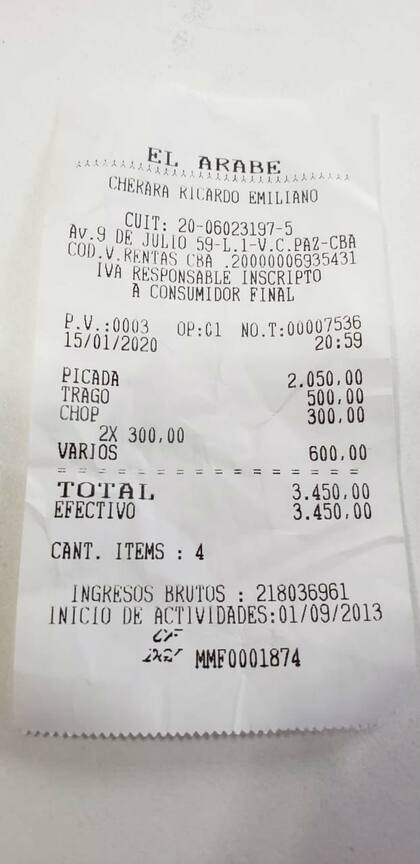 EL ARABE
CHERARA RICARDO EMILIANO
CUIT: 20-06023197-5
Av.9 DE JULIO 59-L.1-V.C.PAZ-CBA
COD.V.RENTAS CBA .20000006935431
IVA RESPONSABLE INSCRIPTO
A CONSUMIDOR FINAL
P.V.:0003 OP:01 NO.T:00007536
15/01/2020 20:59
PICADA 2.050,00
TRAGO 500,00
CHOP 300,00
2X 300,00
VARIOS 600,00
TOTAL 3.450,00
EFECTIVO 3.450,00
CANT. ITEMS : 4
INGRESOS BRUTOS : 218036961
INICIO DE ACTIVIDADES:01/09/2013
CF
DGI MMF0001874